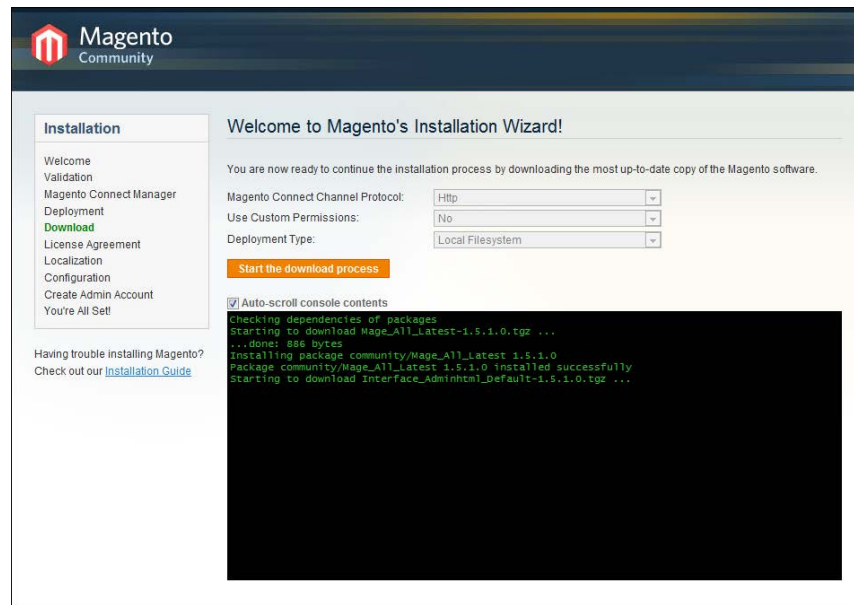 Magento
Community
Installation
Welcome
Validation
Magento Connect Manager
Deployment
Download
License Agreement
Localization
Configuration
Create Admin Account
You're All Set!
Having trouble installing Magento?
Check out our Installation Guide
Welcome to Magento's Installation Wizard!
You are now ready to continue the installation process by downloading the most up-to-date copy of the Magento software.
Magento Connect Channel Protocol: Http
Use Custom Permissions: No
Deployment Type: Local Filesystem
Start the download process
Auto-scroll console contents
Checking dependencies of packages
Starting to download Mage_All_Latest-1.5.1.0.tgz ...
...done: 886 bytes
Installing package community/Mage_All_Latest 1.5.1.0
Package community/Mage_All_Latest 1.5.1.0 installed successfully
Starting to download Interface_Adminhtml_Default-1.5.1.0.tgz ...